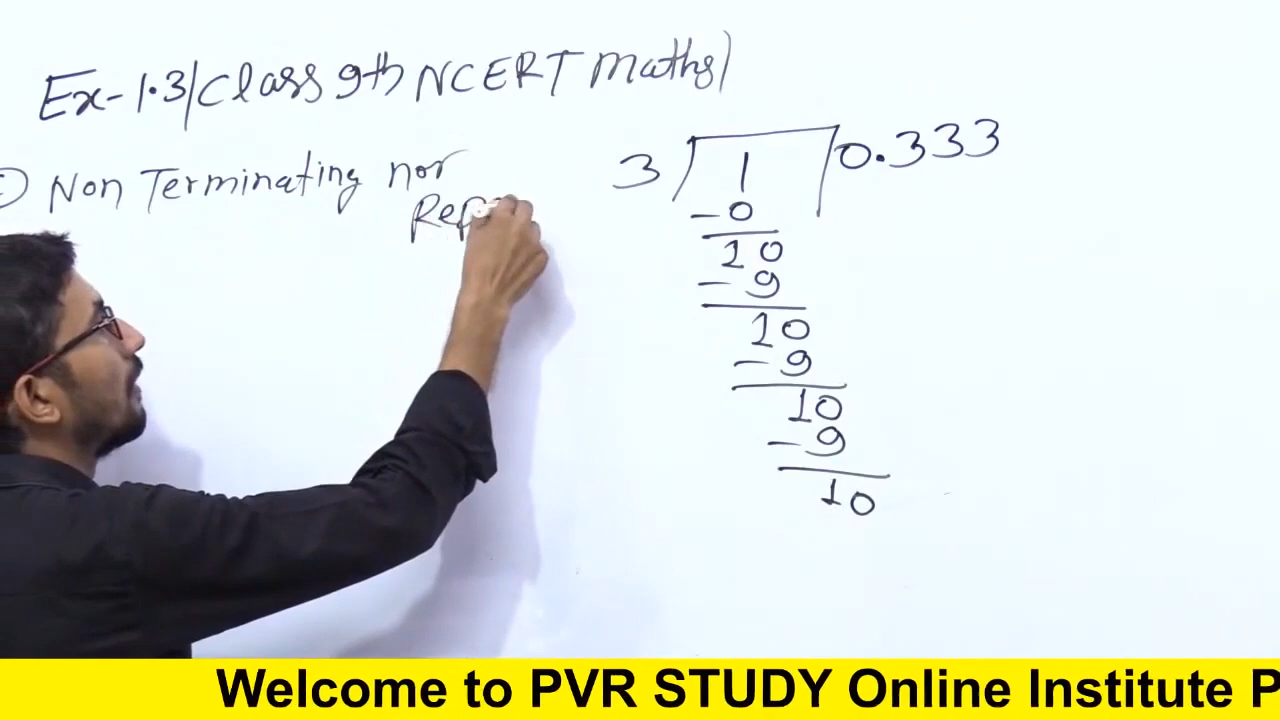 Ex-1.3/Class 9th NCERT Maths)
Non Terminating nor
Rep
3 1 0.333
-0
10
-9
10
-9
10
-9
10
Welcome to PVR STUDY Online Institute P